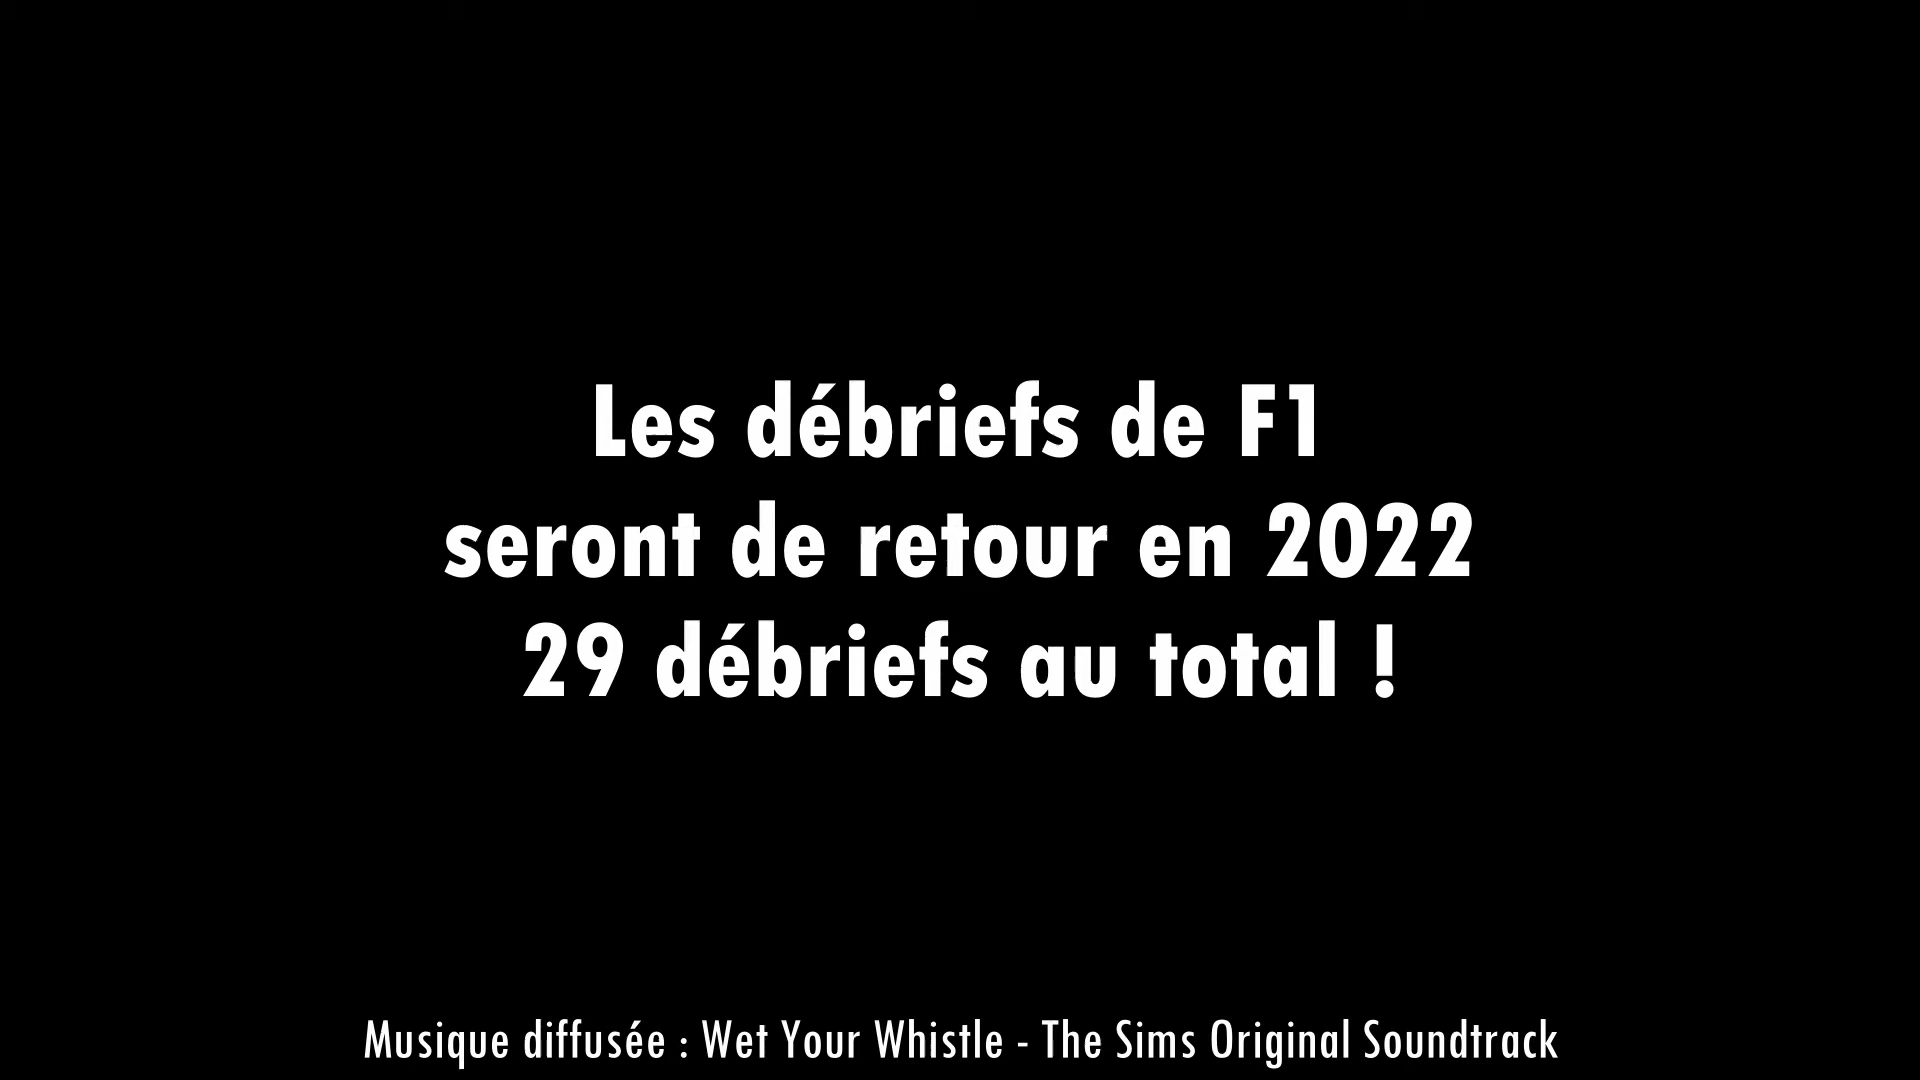 Les débriefs de F1
seront de retour en 2022
29 débriefs au total !
Musique diffusée : Wet Your Whistle - The Sims Original Soundtrack